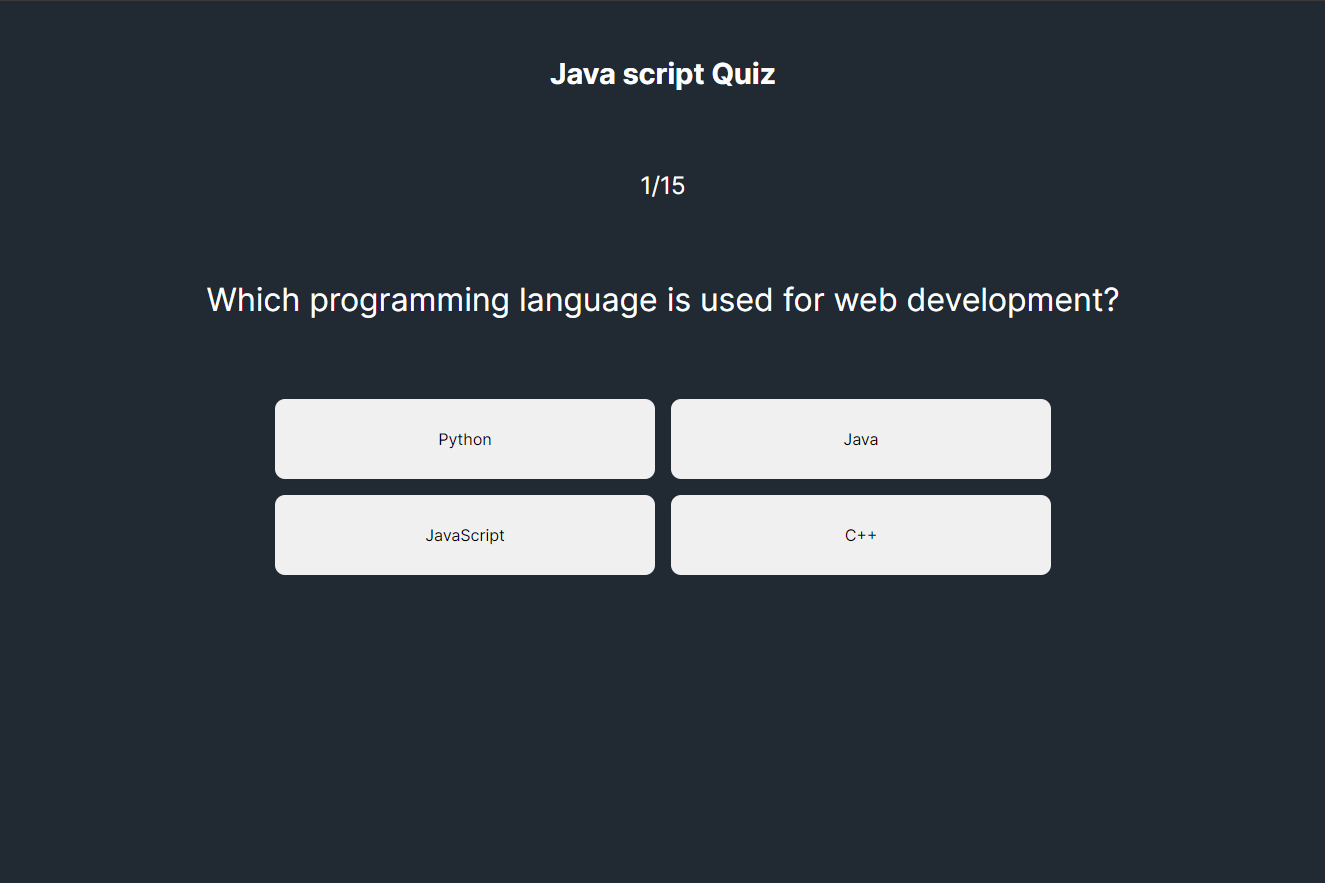 Java script Quiz
1/15
Which programming language is used for web development?
Python
Java
JavaScript
C++